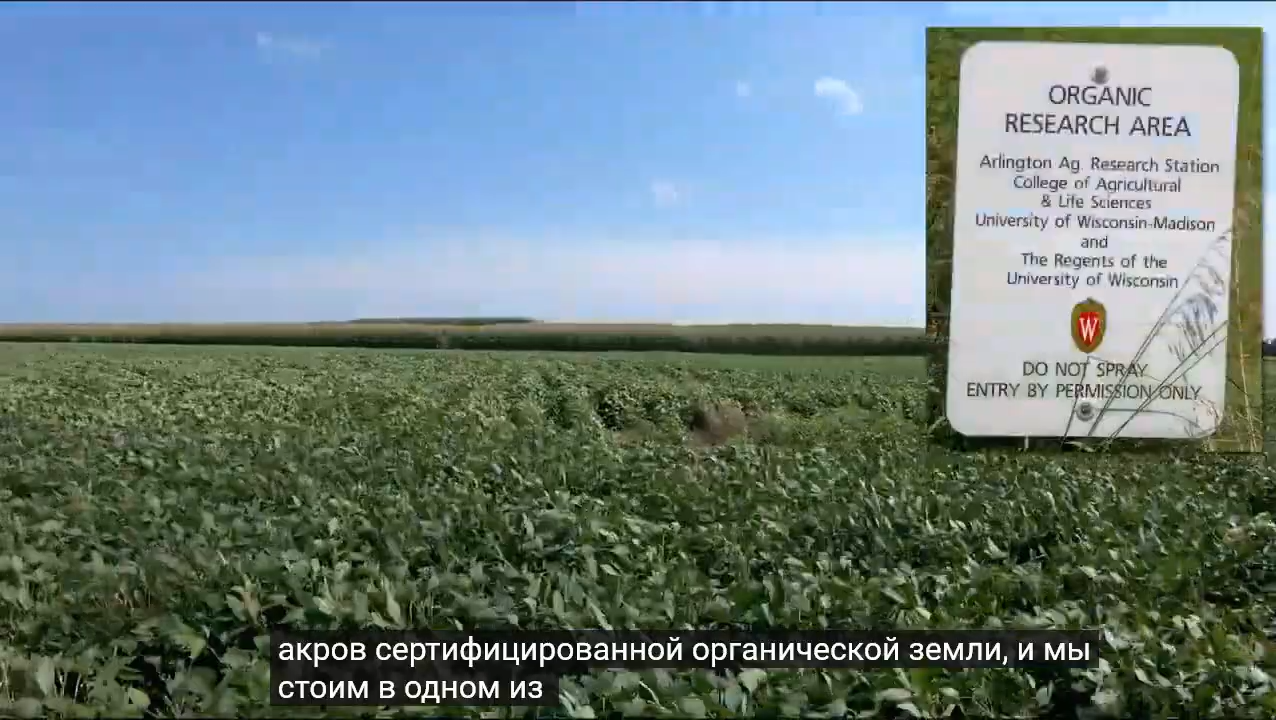 ORGANIC
RESEARCH AREA
Arlington Ag. Research Station
College of Agricultural
& Life Sciences
University of Wisconsin-Madison
and
The Regents of the
University of Wisconsin
W
DO NOT SPRAY
ENTRY BY PERMISSION ONLY
акров сертифицированной органической земли, и мы
стоим в одном из